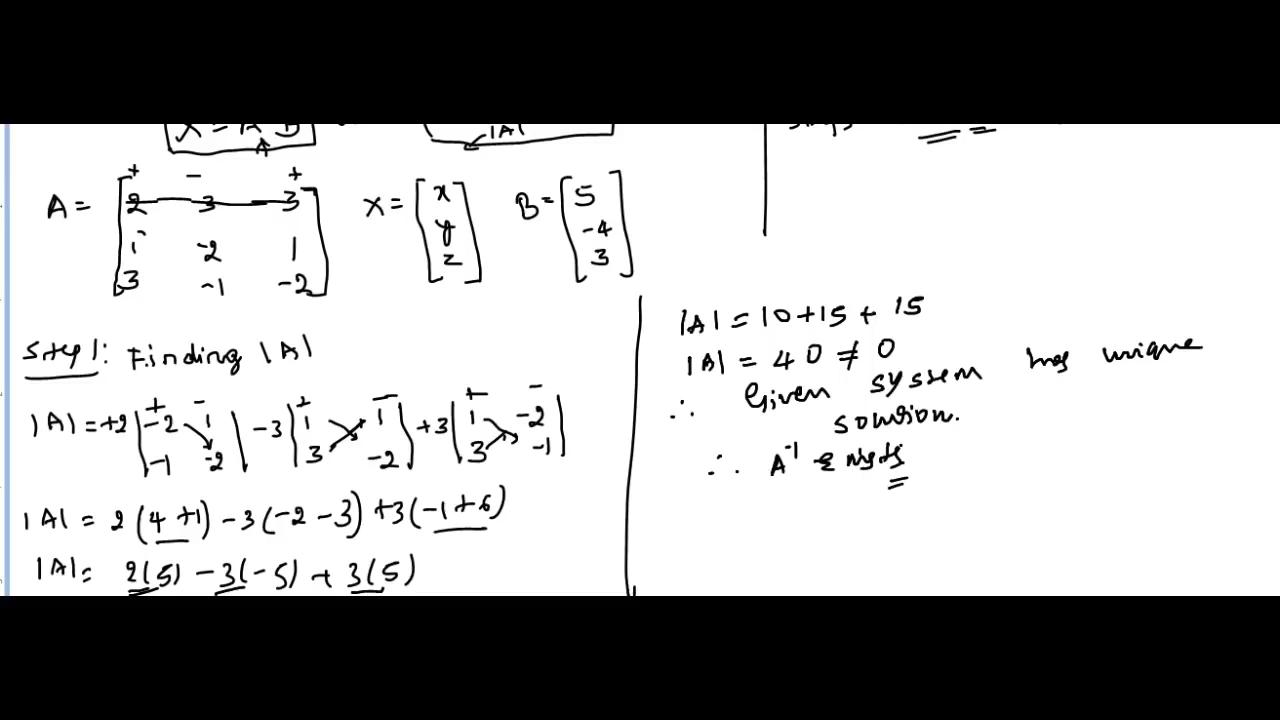 |A|
+ - +
A = [2 3 3
1 -2 1
3 -1 -2]
X = [x
y
z]
B = [5
-4
3]
Step 1: Finding |A|
|A| = +2 |-2 1
-1 -2| -3 |1 1
3 -2| +3 |1 -2
3 -1|
|A| = 2 (4 + 1) - 3 (-2 - 3) + 3 (-1 + 6)
|A| = 2(5) - 3(-5) + 3(5)
|A| = 10 + 15 + 15
|A| = 40 ≠ 0
∴ Given system has unique
solution.
∴ A⁻¹ exists